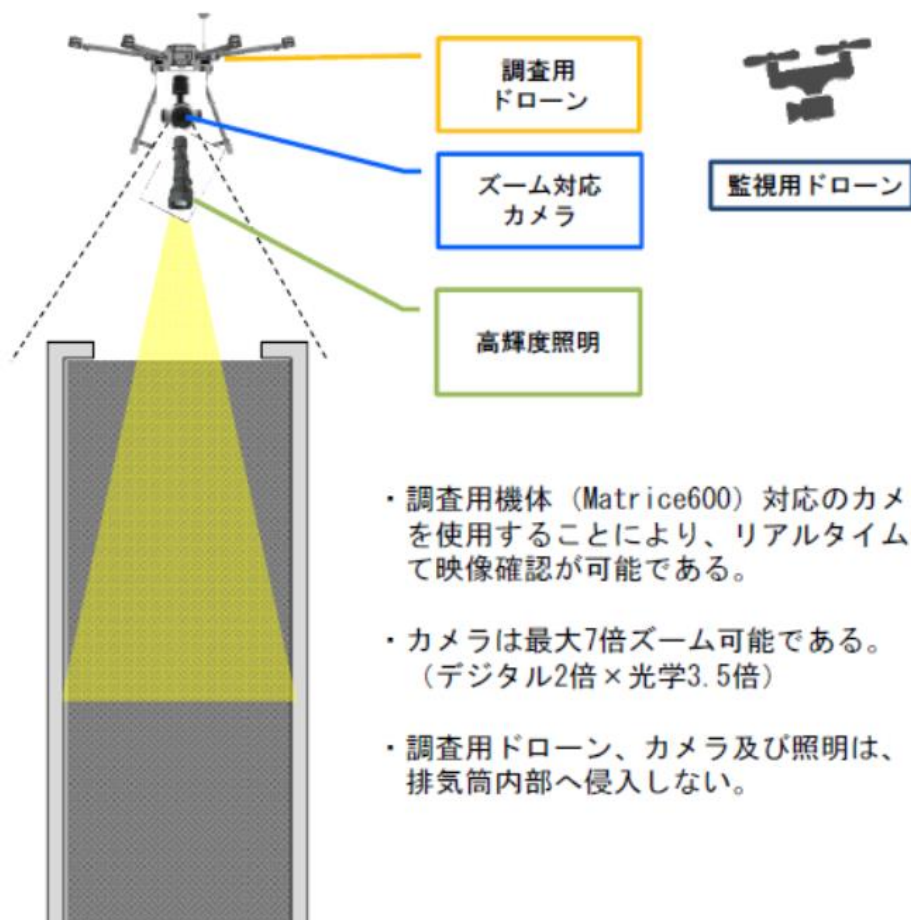 調査用
ドローン
監視用ドローン
ズーム対応
カメラ
高輝度照明
・調査用機体（Matrice600）対応のカメ
を使用することにより、リアルタイム
て映像確認が可能である。
・カメラは最大7倍ズーム可能である。
（デジタル2倍×光学3.5倍）
・調査用ドローン、カメラ及び照明は、
排気筒内部へ侵入しない。